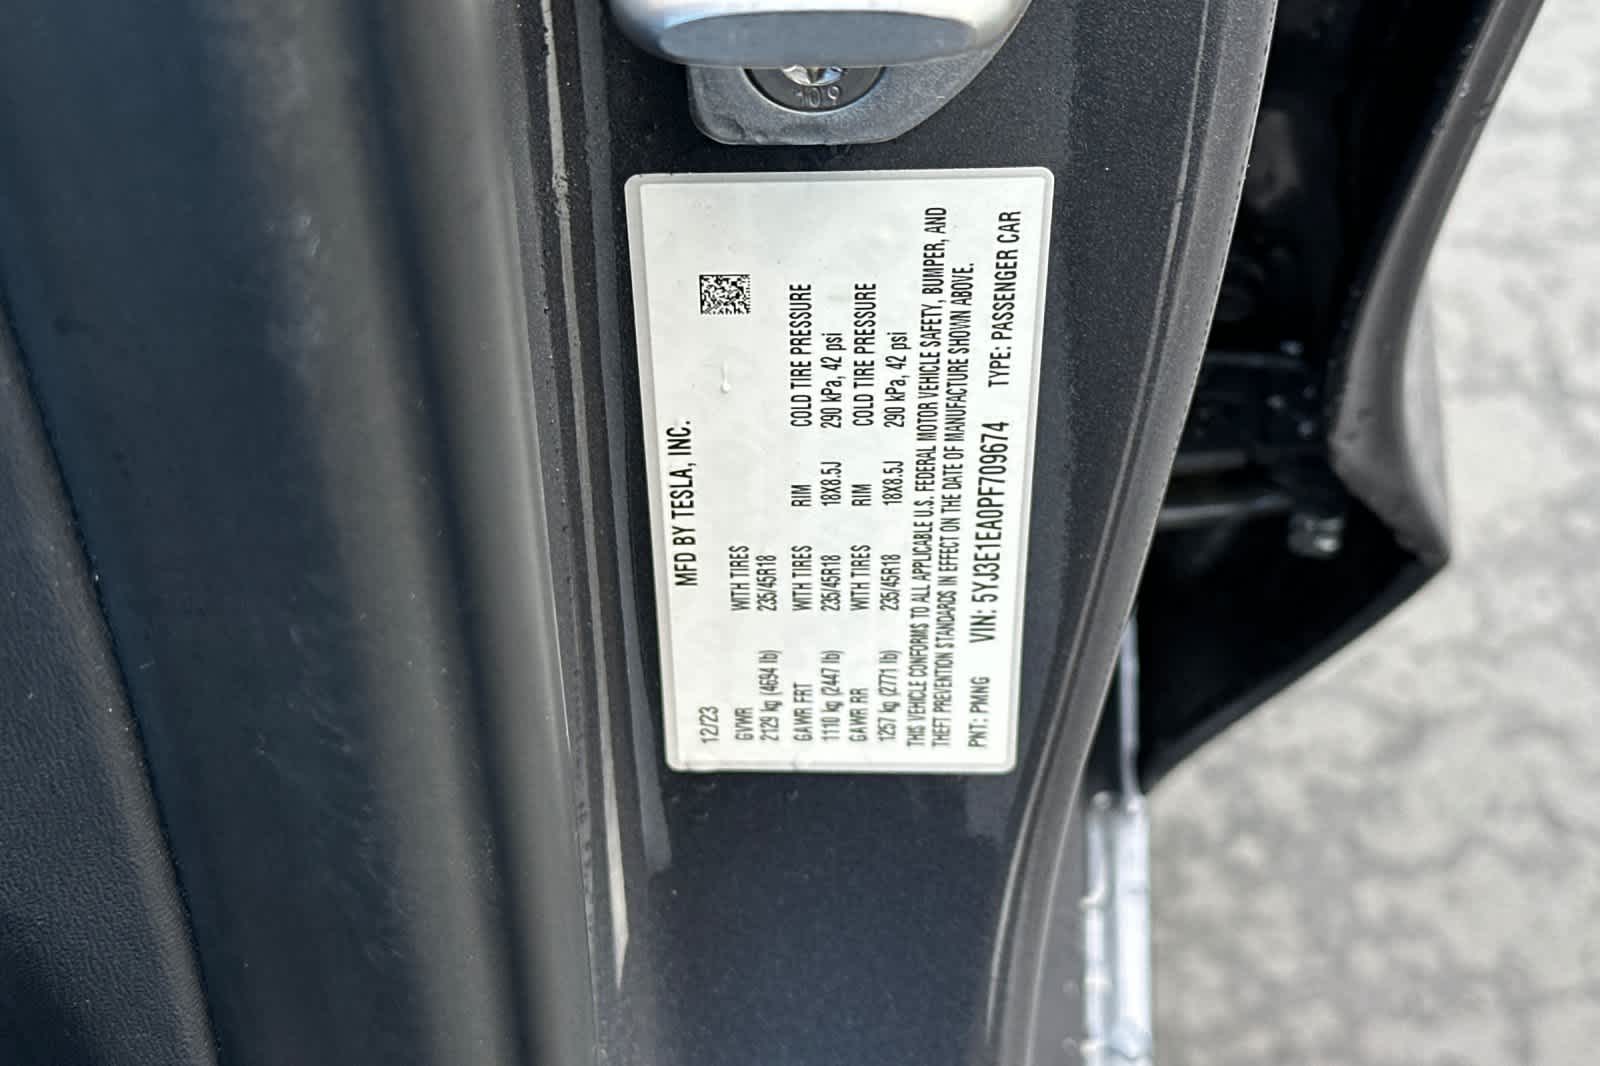 109
MFD BY TESLA, INC.
12/23
GVWR WITH TIRES
2129 kg (4694 lb) 235/45R18
GAWR FRT WITH TIRES RIM COLD TIRE PRESSURE
1110 kg (2447 lb) 235/45R18 18X8.5J 290 kPa, 42 psi
GAWR RR WITH TIRES RIM COLD TIRE PRESSURE
1257 kg (2771 lb) 235/45R18 18X8.5J 290 kPa, 42 psi
THIS VEHICLE CONFORMS TO ALL APPLICABLE U.S. FEDERAL MOTOR VEHICLE SAFETY, BUMPER, AND
THEFT PREVENTION STANDARDS IN EFFECT ON THE DATE OF MANUFACTURE SHOWN ABOVE.
PNT: PMNG VIN: 5YJ3E1EA0PF709674 TYPE: PASSENGER CAR